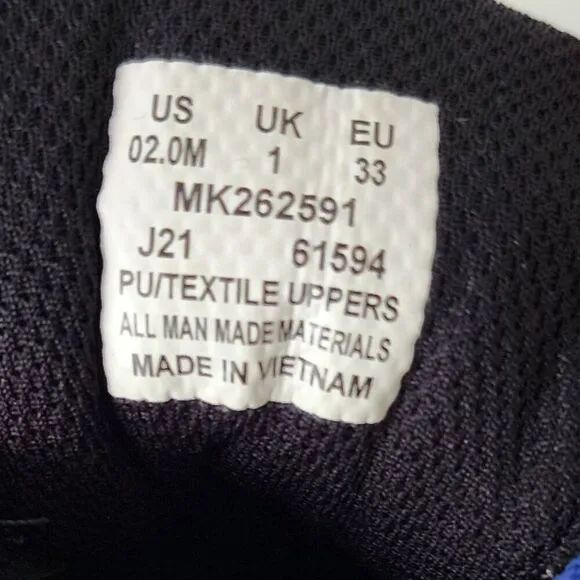 US UK EU
02.0M 1 33
MK262591
J21 61594
PU/TEXTILE UPPERS
ALL MAN MADE MATERIALS
MADE IN VIETNAM